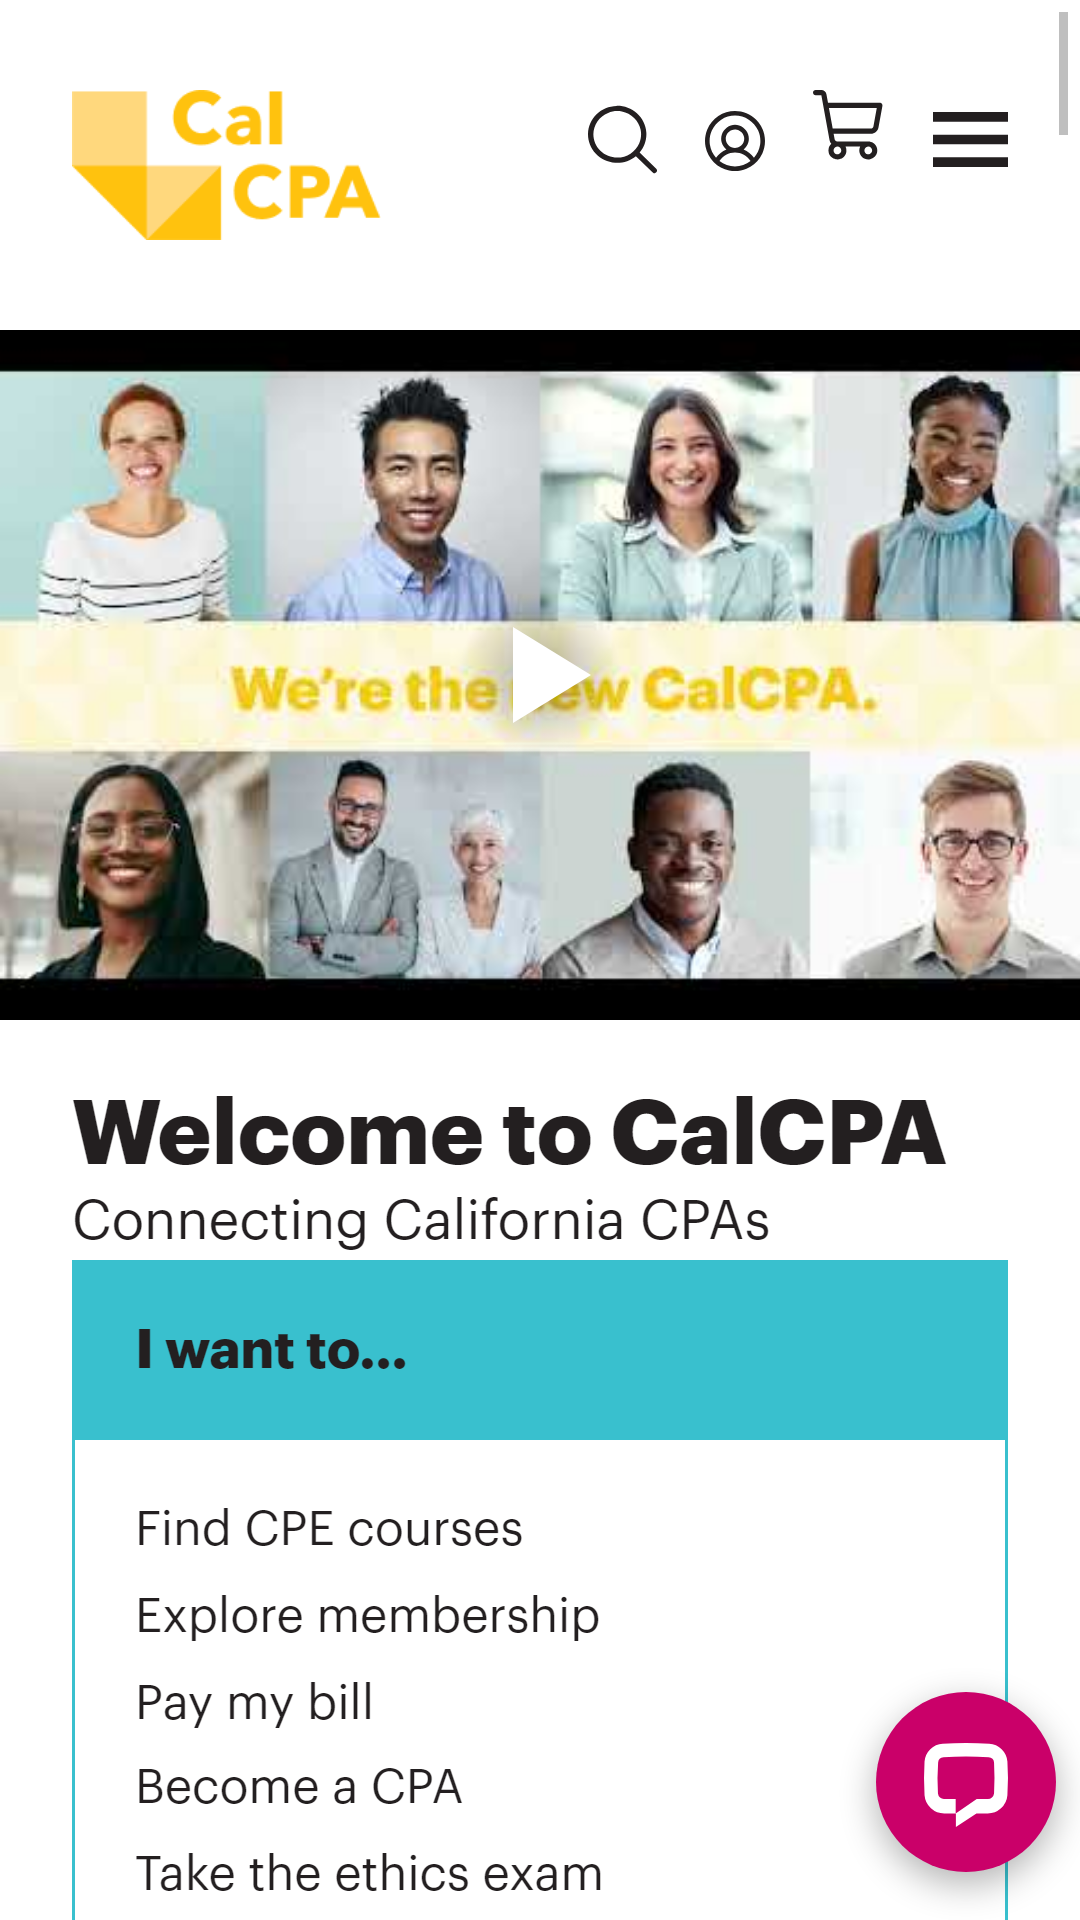 Cal
CPA
We're the new CalCPA.
Welcome to CalCPA
Connecting California CPAs
I want to...
Find CPE courses
Explore membership
Pay my bill
Become a CPA
Take the ethics exam